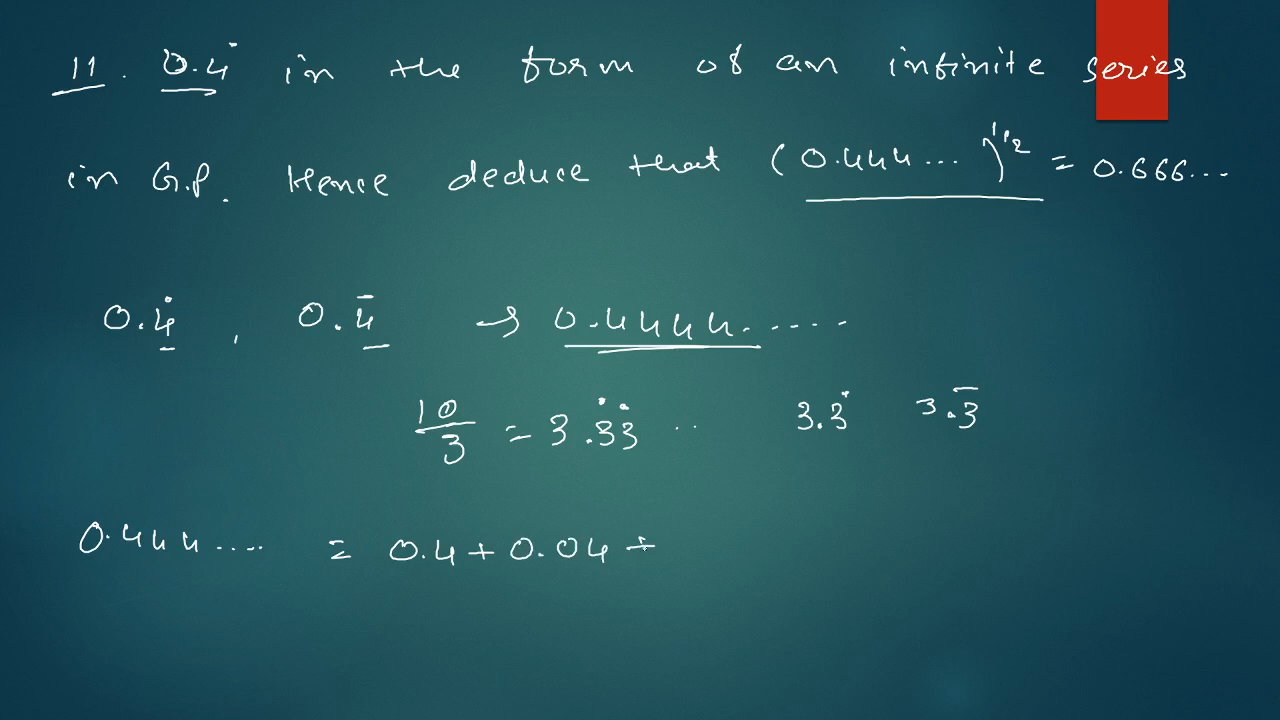 11. 0.4̇ in the form of an infinite series
in G.P. Hence deduce that (0.444...)^1/2 = 0.666...
0.4̇ , 0.4̅ → 0.4444......
10/3 = 3.3̇3̇ .. 3.3̇ 3.3̅
0.444.... = 0.4 + 0.04 +